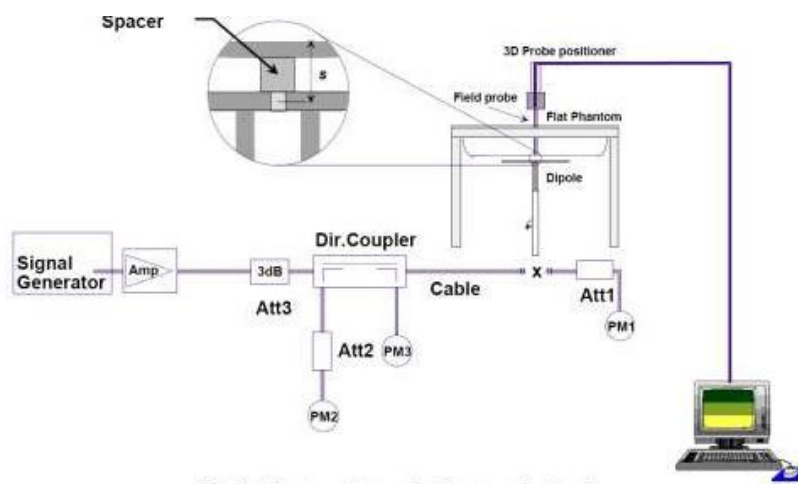 Spacer
s
3D Probe positioner
Field probe
Flat Phantom
Dipole
Signal
Generator
Amp
3dB
Att3
Dir.Coupler
Cable
x
Att1
PM1
Att2
PM3
PM2